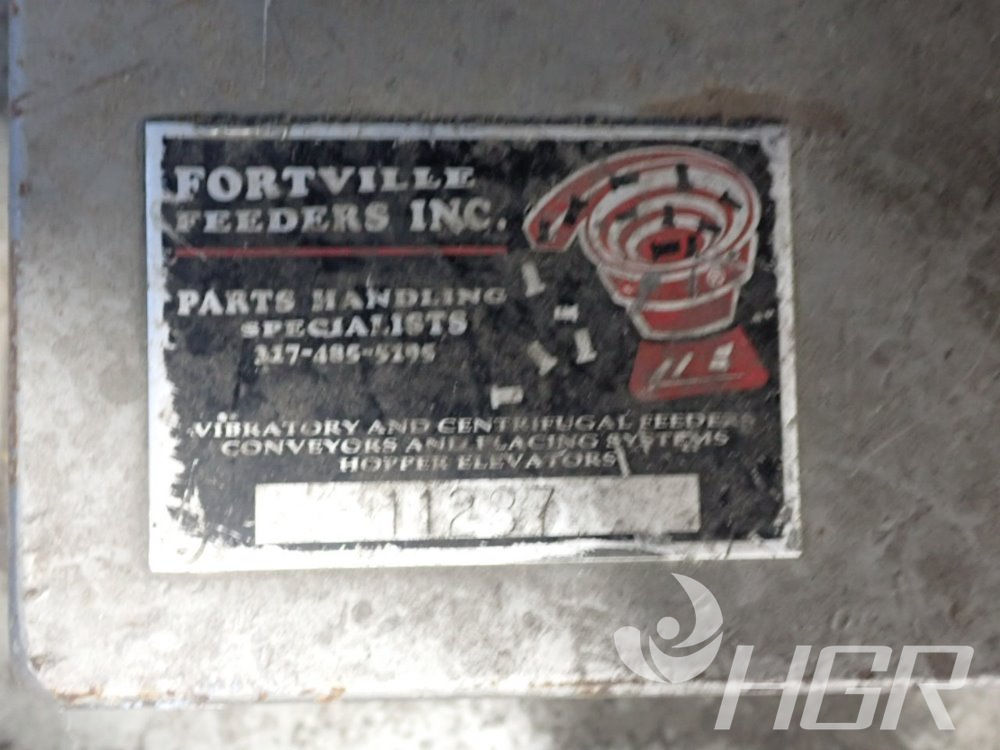 FORTVILLE
FEEDERS INC.
PARTS HANDLING
SPECIALISTS
317-485-5195
VIBRATORY AND CENTRIFUGAL FEEDERS
CONVEYORS AND PLACING SYSTEMS
HOPPER ELEVATORS
11287
HGR